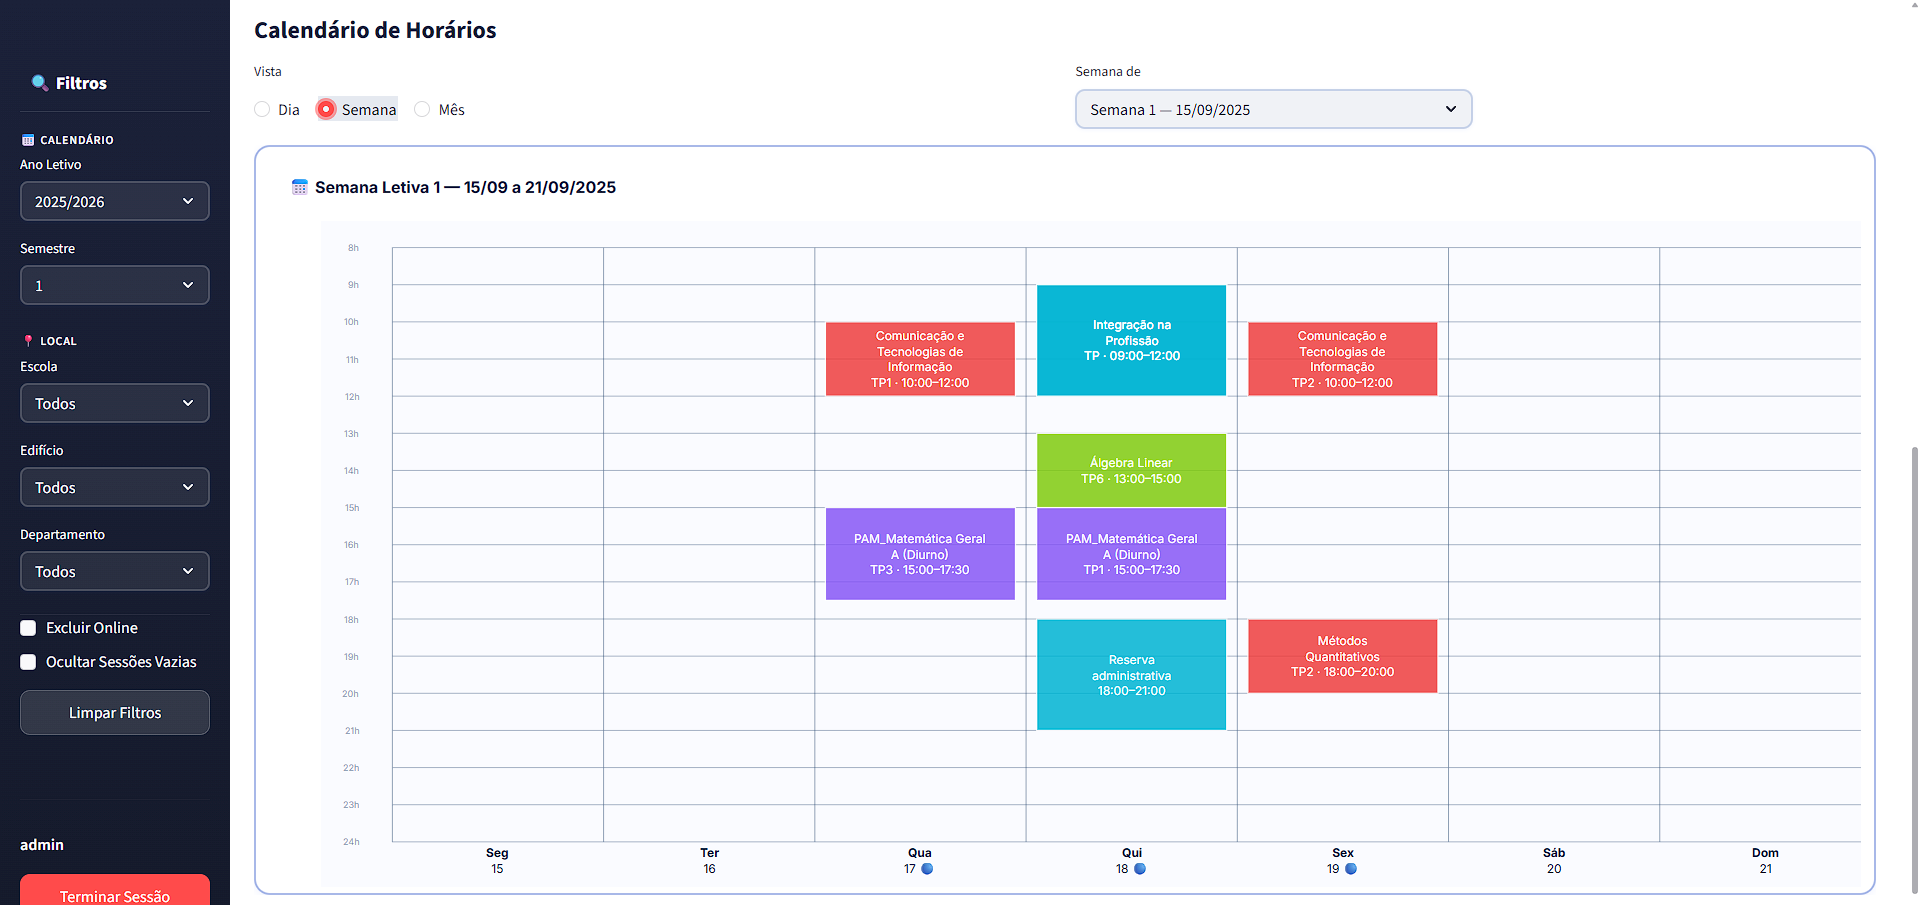 Filtros
CALENDÁRIO
Ano Letivo
2025/2026
Semestre
1
LOCAL
Escola
Todos
Edifício
Todos
Departamento
Todos
Excluir Online
Ocultar Sessões Vazias
Limpar Filtros
admin
Terminar Sessão
Calendário de Horários
Vista
Dia
Semana
Mês
Semana de
Semana 1 — 15/09/2025
Semana Letiva 1 — 15/09 a 21/09/2025
8h
9h
10h
11h
12h
13h
14h
15h
16h
17h
18h
19h
20h
21h
22h
23h
24h
Comunicação e
Tecnologias de
Informação
TP1 · 10:00–12:00
PAM_Matemática Geral
A (Diurno)
TP3 · 15:00–17:30
Integração na
Profissão
TP · 09:00–12:00
Álgebra Linear
TP6 · 13:00–15:00
PAM_Matemática Geral
A (Diurno)
TP1 · 15:00–17:30
Reserva
administrativa
18:00–21:00
Comunicação e
Tecnologias de
Informação
TP2 · 10:00–12:00
Métodos
Quantitativos
TP2 · 18:00–20:00
Seg
15
Ter
16
Qua
17
Qui
18
Sex
19
Sáb
20
Dom
21